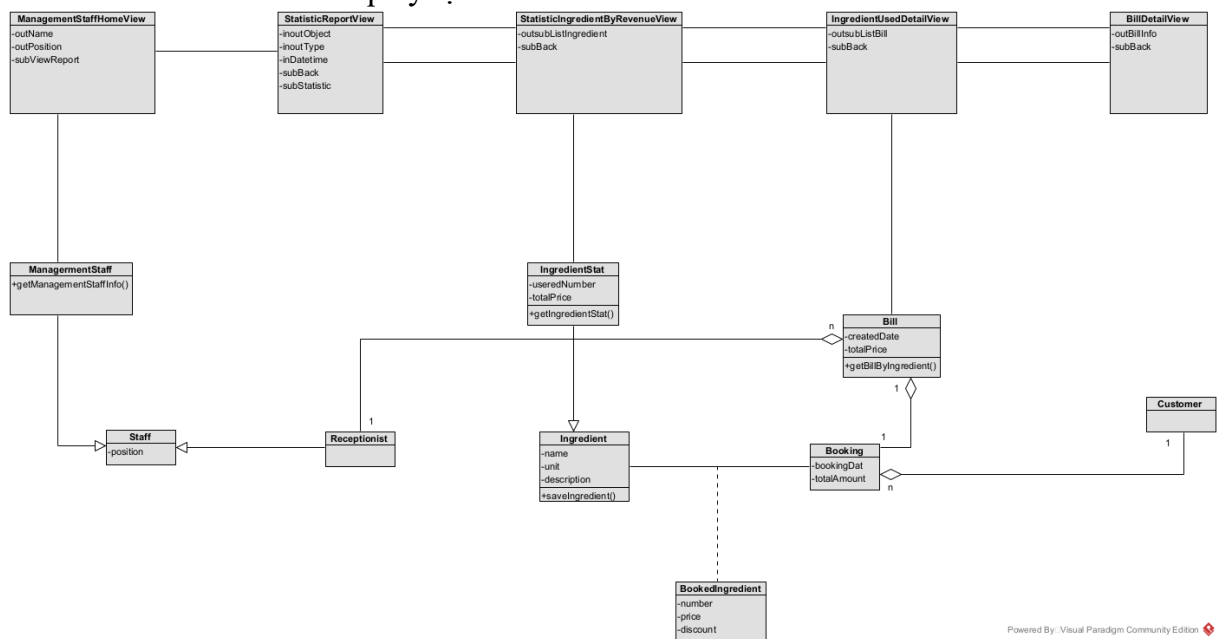 ManagementStaffHomeView
-outName
-outPosition
-subViewReport
StatisticReportView
-inoutObject
-inoutType
-inDatetime
-subBack
-subStatistic
StatisticIngredientByRevenueView
-outsubListIngredient
-subBack
IngredientUsedDetailView
-outsubListBill
-subBack
BillDetailView
-outBillInfo
-subBack
ManagermentStaff
+getManagementStaffInfo()
IngredientStat
-useredNumber
-totalPrice
+getIngredientStat()
n
Bill
-createdDate
-totalPrice
+getBillByIngredient()
1
1
Customer
1
1
Staff
-position
Receptionist
Ingredient
-name
-unit
-description
+saveIngredient()
Booking
-bookingDat
-totalAmount
n
BookedIngredient
-number
-price
-discount
Powered By Visual Paradigm Community Edition